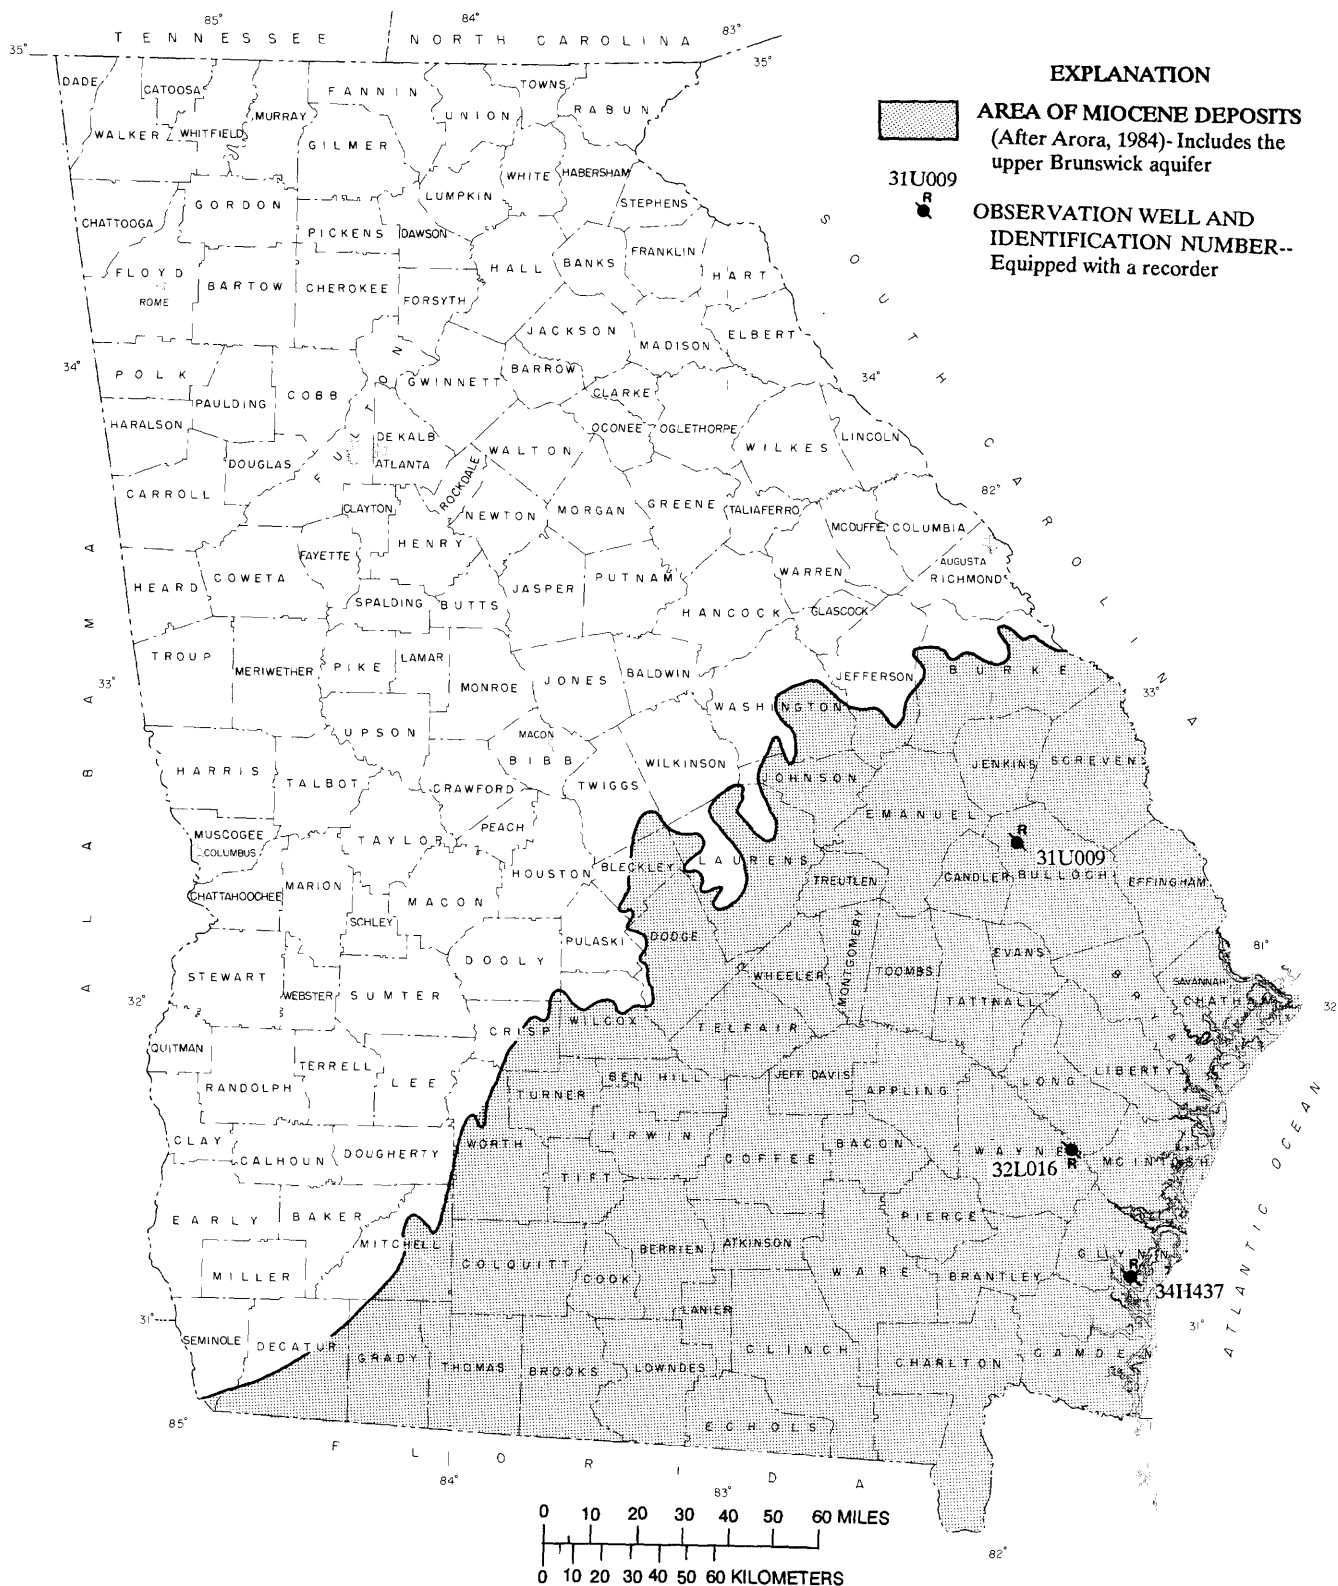 85°
84°
83°
TENNESSEE
NORTH CAROLINA
35°
35°
EXPLANATION
AREA OF MIOCENE DEPOSITS
(After Arora, 1984)- Includes the
upper Brunswick aquifer
31U009
R
OBSERVATION WELL AND
IDENTIFICATION NUMBER--
Equipped with a recorder
DADE
CATOOSA
FANNIN
TOWNS
UNION
RABUN
MURRAY
WALKER
WHITFIELD
GILMER
WHITE
HABERSHAM
LUMPKIN
STEPHENS
GORDON
CHATTOOGA
PICKENS
DAWSON
FRANKLIN
BANKS
HALL
HART
FLOYD
ROME
BARTOW
CHEROKEE
FORSYTH
JACKSON
MADISON
ELBERT
34°
34°
POLK
COBB
FULTON
GWINNETT
BARROW
CLARKE
PAULDING
HARALSON
OCONEE
OGLETHORPE
DE KALB
ATLANTA
WALTON
WILKES
LINCOLN
DOUGLAS
CARROLL
ROCKDALE
82°
CLAYTON
NEWTON
MORGAN
GREENE
TALIAFERRO
MCDUFFE
COLUMBIA
HENRY
FAYETTE
AUGUSTA
RICHMOND
WARREN
HEARD
COWETA
JASPER
PUTNAM
SPALDING
BUTTS
HANCOCK
GLASCOCK
SOUTH CAROLINA
ALABAMA
TROUP
MERIWETHER
PIKE
LAMAR
MONROE
JONES
BALDWIN
JEFFERSON
BURKE
33°
33°
WASHINGTON
UPSON
MACON
BIBB
WILKINSON
HARRIS
TALBOT
CRAWFORD
TWIGGS
JOHNSON
JENKINS
SCREVEN
EMANUEL
MUSCOGEE
COLUMBUS
TAYLOR
PEACH
R
31U009
CHATTAHOOCHEE
MARION
MACON
HOUSTON
BLECKLEY
LAURENS
TREUTLEN
CANDLER
BULLOCH
EFFINGHAM
SCHLEY
DOOLY
PULASKI
DODGE
WHEELER
MONTGOMERY
TOOMBS
EVANS
BRYAN
81°
STEWART
WEBSTER
SUMTER
TATTNALL
SAVANNAH
CHATHAM
32°
32
CRISP
WILCOX
TELFAIR
QUITMAN
RANDOLPH
TERRELL
LEE
TURNER
BEN HILL
JEFF DAVIS
APPLING
LONG
LIBERTY
CLAY
CALHOUN
DOUGHERTY
WORTH
IRWIN
COFFEE
BACON
WAYNE
R
32L016
MCINTOSH
TIFT
EARLY
BAKER
MITCHELL
PIERCE
MILLER
COLQUITT
COOK
BERRIEN
ATKINSON
WARE
BRANTLEY
GLYNN
R
34H437
LANIER
31°
31°
SEMINOLE
DECATUR
GRADY
THOMAS
BROOKS
LOWNDES
CLINCH
CHARLTON
CAMDEN
ECHOLS
ATLANTIC OCEAN
85°
FLORIDA
84°
83°
82°
0 10 20 30 40 50 60 MILES
0 10 20 30 40 50 60 KILOMETERS